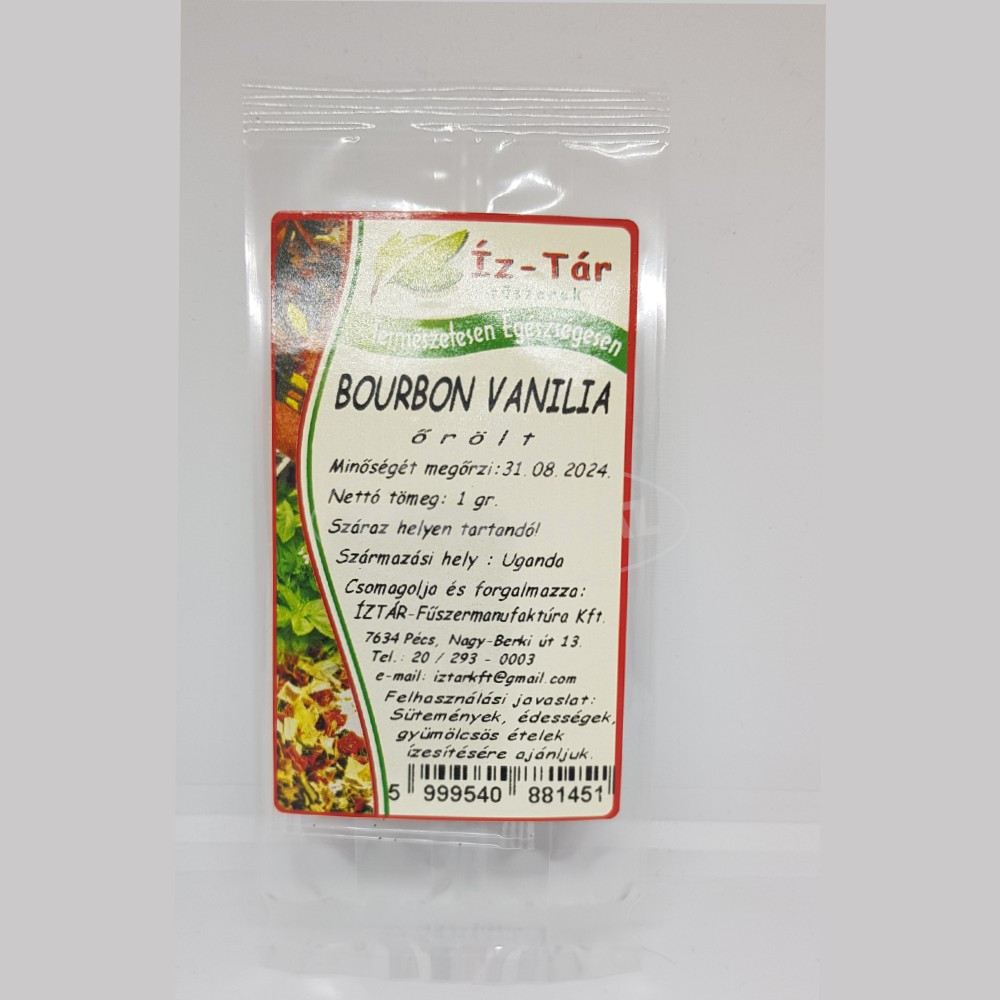 Íz-Tár
fűszerek
Természetesen Egészségesen
BOURBON VANILIA
őrölt
Minőségét megőrzi:31. 08. 2024.
Nettó tömeg: 1 gr.
Száraz helyen tartandó!
Származási hely : Uganda
Csomagolja és forgalmazza:
ÍZTÁR-Fűszermanufaktúra Kft.
7634 Pécs, Nagy-Berki út 13.
Tel.: 20 / 293 - 0003
e-mail: iztarkft@gmail.com
Felhasználási javaslat:
Sütemények, édességek,
gyümölcsös ételek
ízesítésére ajánljuk.
5 999540 881451